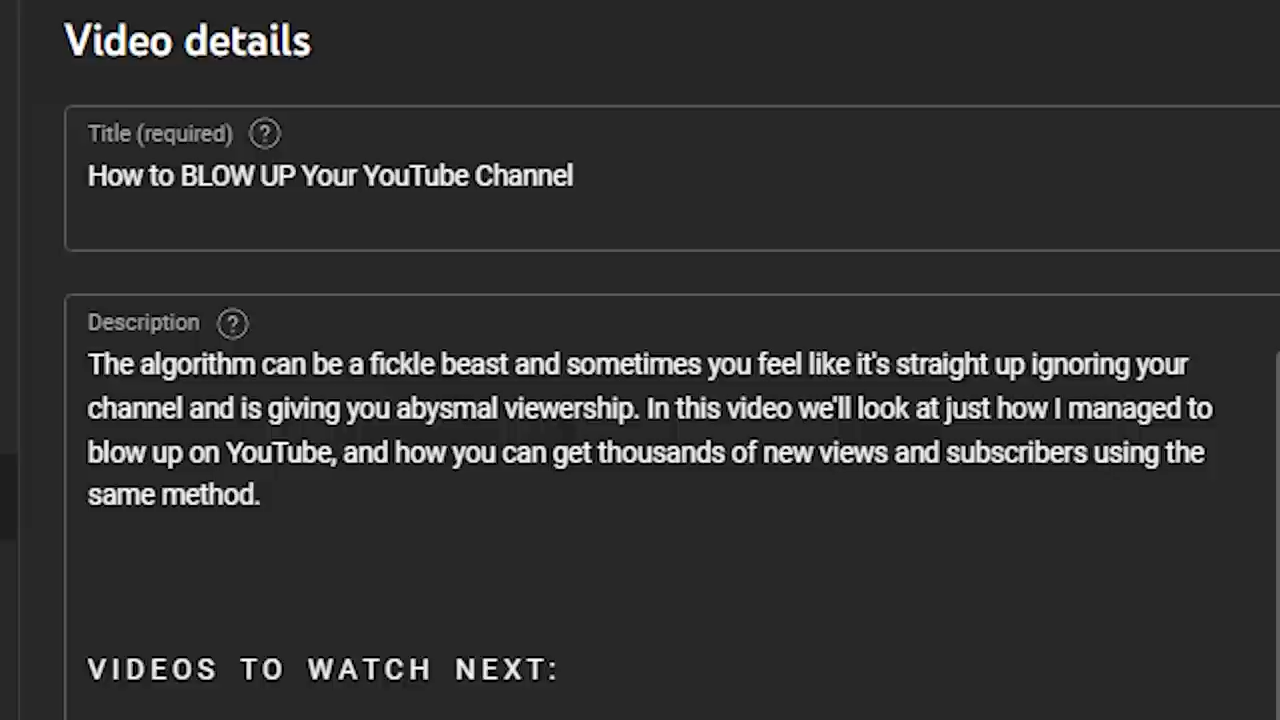 Video details
Title (required) ?
How to BLOW UP Your YouTube Channel
Description ?
The algorithm can be a fickle beast and sometimes you feel like it's straight up ignoring your
channel and is giving you abysmal viewership. In this video we'll look at just how I managed to
blow up on YouTube, and how you can get thousands of new views and subscribers using the
same method.
VIDEOS TO WATCH NEXT: